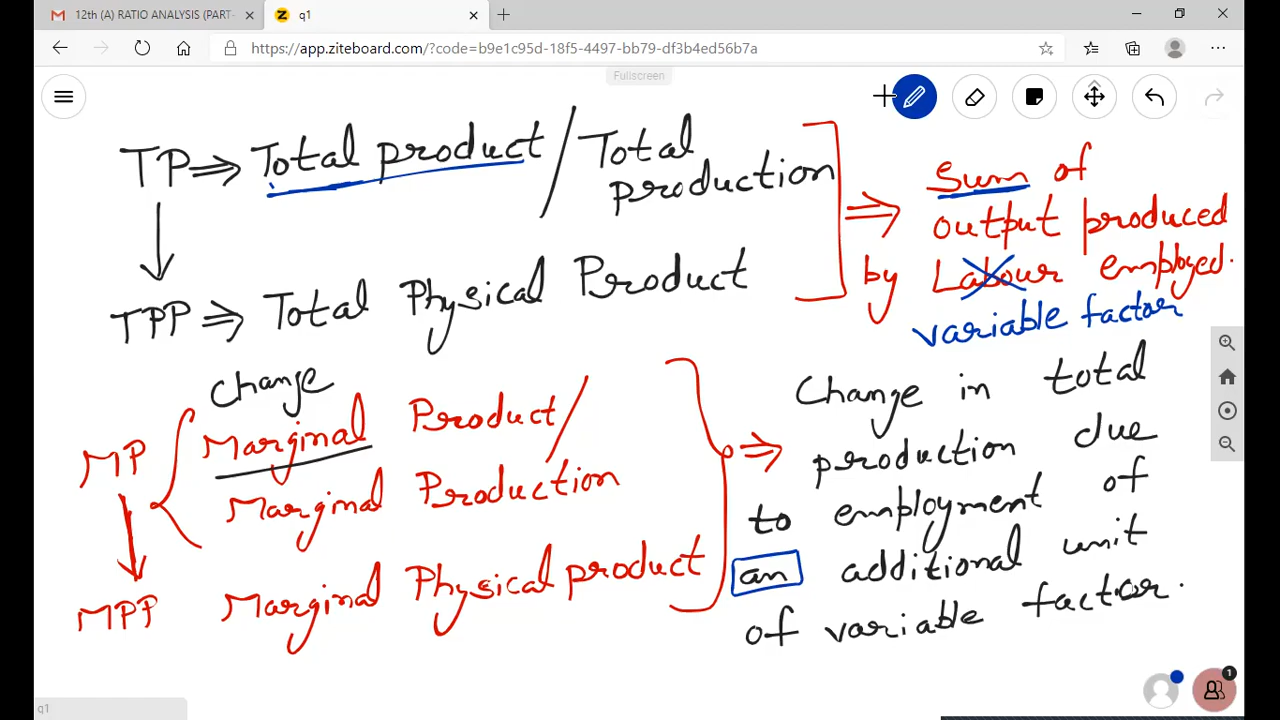 12th (A) RATIO ANALYSIS (PART-
q1
https://app.ziteboard.com/?code=b9e1c95d-18f5-4497-bb79-df3b4ed56b7a
Fullscreen
TP ⇒ Total product / Total production
TPP ⇒ Total Physical Product
⇒ Sum of
output produced
by Labour employed.
variable factor
change
MP Marginal Product /
Marginal Production
MPP Marginal Physical product
⇒ Change in total
production due
to employment of
an additional unit
of variable factor.
q1
1